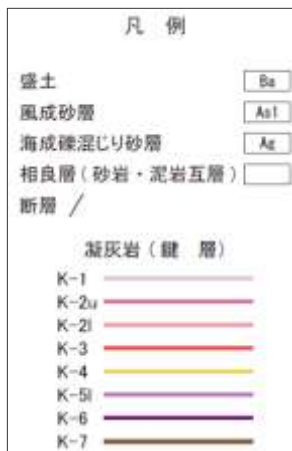 凡 例
盛土 Ba
風成砂層 As1
海成礫混じり砂層 Ag
相良層(砂岩・泥岩互層)
断層
凝灰岩(鍵 層)
K-1
K-2u
K-2l
K-3
K-4
K-5l
K-6
K-7